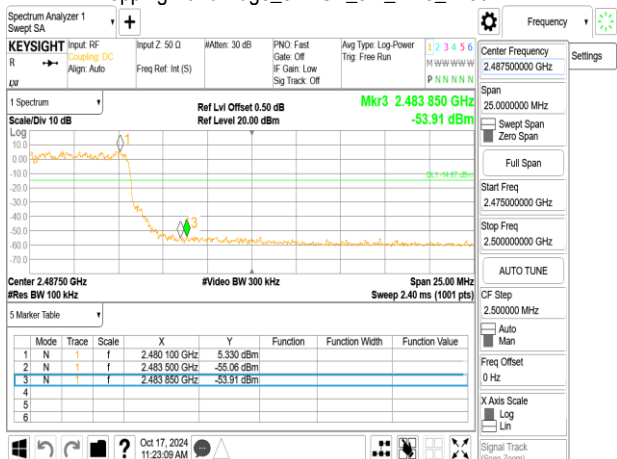 Spectrum Analyzer 1
Swept SA
+
Frequency
Settings
KEYSIGHT
R
Input: RF
Coupling: DC
Align: Auto
Input Z: 50 Ω
Freq Ref: Int (S)
#Atten: 30 dB
PNO: Fast
Gate: Off
IF Gain: Low
Sig Track: Off
Avg Type: Log-Power
Trig: Free Run
1 2 3 4 5 6
M W W W W W
P N N N N N
1 Spectrum
Scale/Div 10 dB
Ref Lvl Offset 0.50 dB
Ref Level 20.00 dBm
Mkr3 2.483 850 GHz
-53.91 dBm
Log
10.0
0.00
-10.0
-20.0
-30.0
-40.0
-50.0
-60.0
-70.0
1
3
Center 2.48750 GHz
#Res BW 100 kHz
#Video BW 300 kHz
Span 25.00 MHz
Sweep 2.40 ms (1001 pts)
5 Marker Table
Mode Trace Scale X Y Function Function Width Function Value
1 N 1 f 2.480 100 GHz 5.330 dBm
2 N 1 f 2.483 500 GHz -55.06 dBm
3 N 1 f 2.483 850 GHz -53.91 dBm
4
5
6
Oct 17, 2024
11:23:09 AM
?
Center Frequency
2.487500000 GHz
Span
25.0000000 MHz
Swept Span
Zero Span
Full Span
Start Freq
2.475000000 GHz
Stop Freq
2.500000000 GHz
AUTO TUNE
CF Step
2.500000 MHz
Auto
Man
Freq Offset
0 Hz
X Axis Scale
Log
Lin
Signal Track